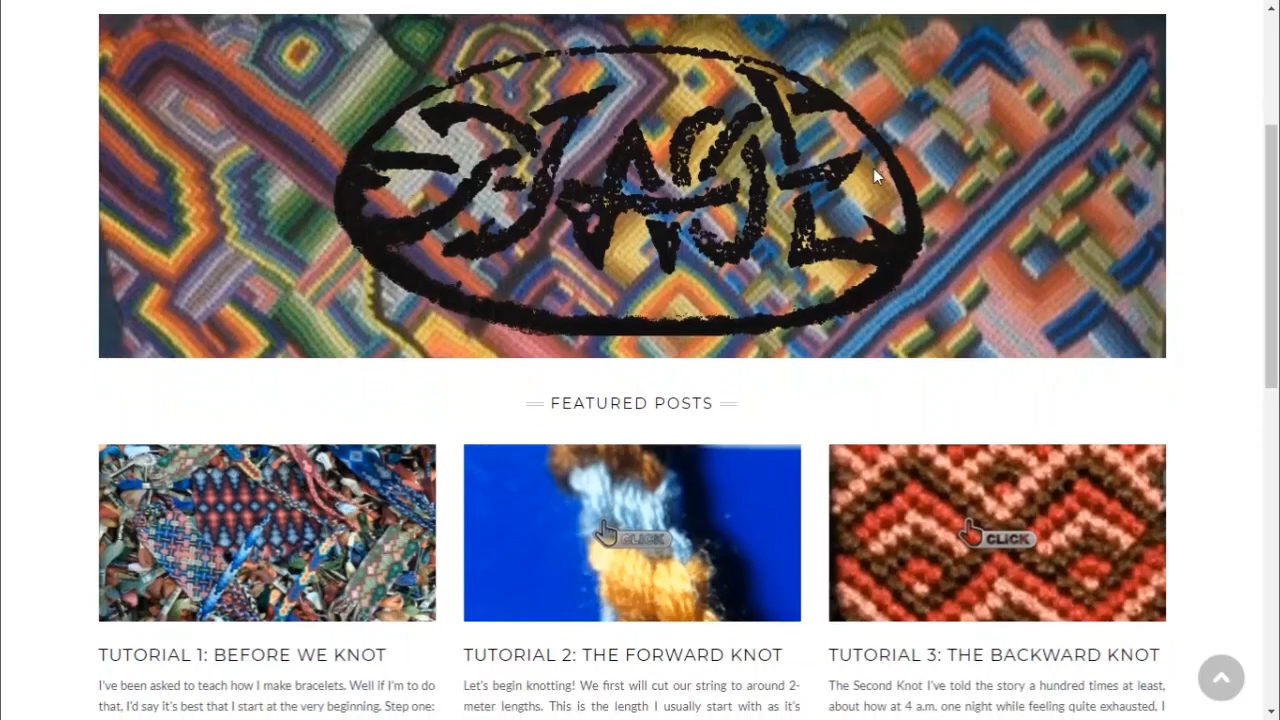 FEATURED POSTS
CLICK
CLICK
TUTORIAL 1: BEFORE WE KNOT
TUTORIAL 2: THE FORWARD KNOT
TUTORIAL 3: THE BACKWARD KNOT
I've been asked to teach how I make bracelets. Well if I'm to do
that, I'd say it's best that I start at the very beginning. Step one:
Let's begin knotting! We first will cut our string to around 2-
meter lengths. This is the length I usually start with as it's
The Second Knot I've told the story a hundred times at least,
about how at 4 a.m. one night while feeling quite exhausted, I